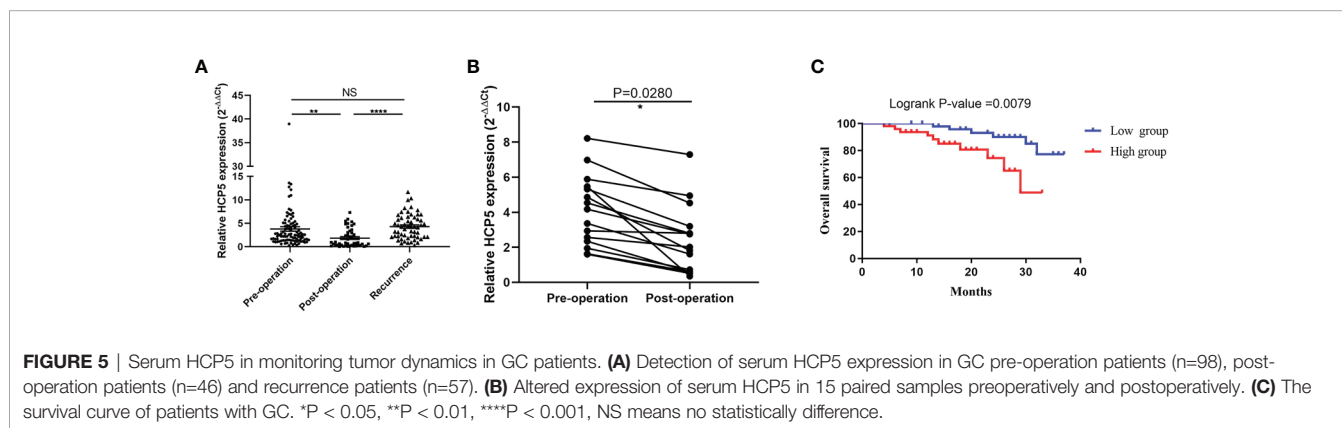 A
Relative HCP5 expression (2-ΔΔCt)
45
40
35
30
25
20
15
10
5
0
NS
**
****
Pre-operation
Post-operation
Recurrence
B
Relative HCP5 expression (2-ΔΔCt)
10
8
6
4
2
0
P=0.0280
*
Pre-operation
Post-operation
C
Logrank P-value =0.0079
Overall survival
100
80
60
40
20
0
0
10
20
30
40
Months
Low group
High group
FIGURE 5 | Serum HCP5 in monitoring tumor dynamics in GC patients. (A) Detection of serum HCP5 expression in GC pre-operation patients (n=98), post-
operation patients (n=46) and recurrence patients (n=57). (B) Altered expression of serum HCP5 in 15 paired samples preoperatively and postoperatively. (C) The
survival curve of patients with GC. *P < 0.05, **P < 0.01, ****P < 0.001, NS means no statistically difference.